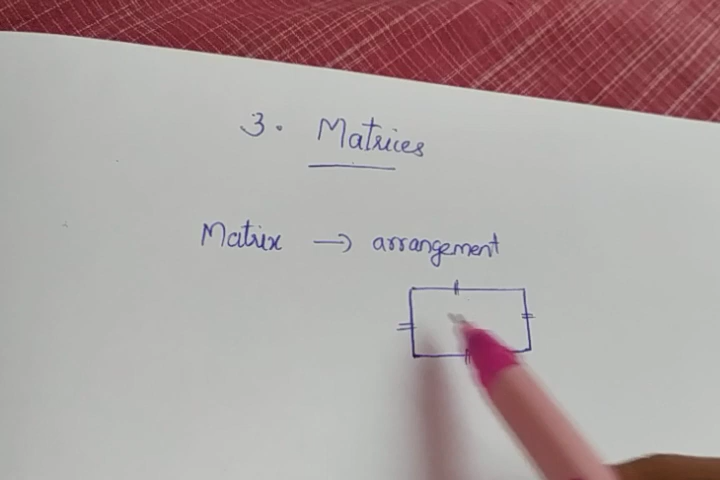 3. Matrices
Matrix → arrangement